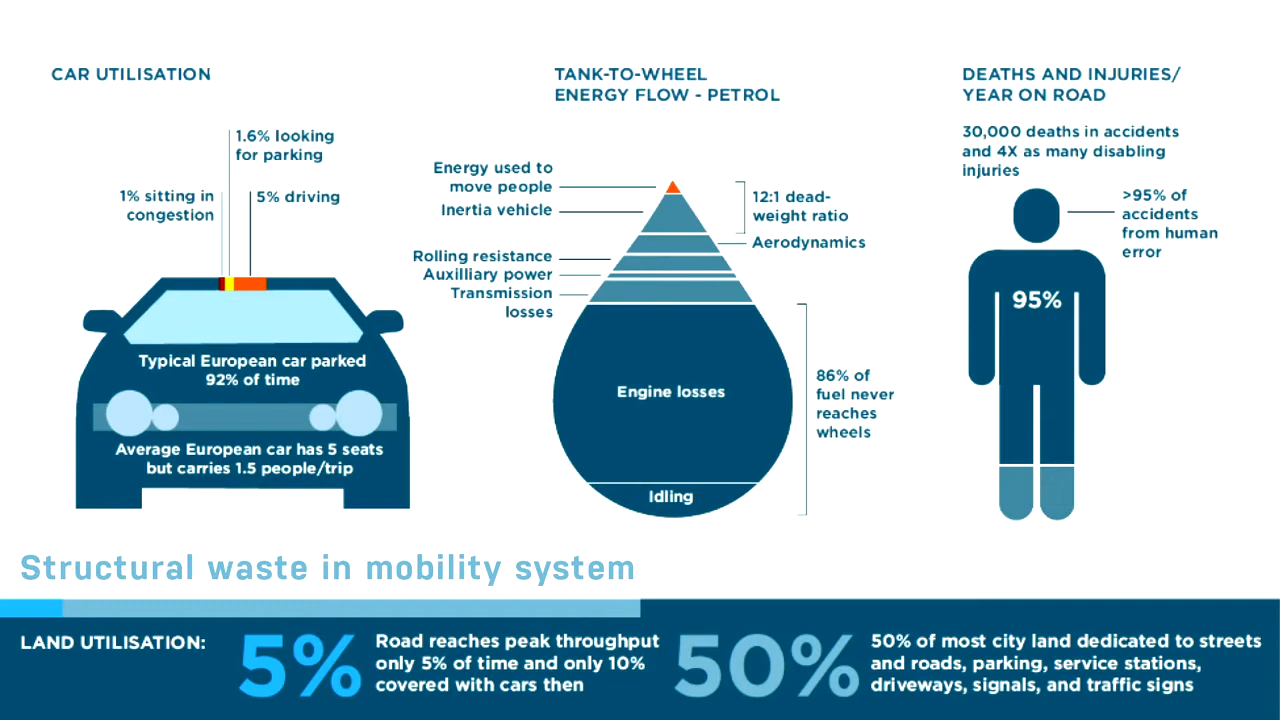 CAR UTILISATION
1.6% looking
for parking
1% sitting in
congestion
5% driving
Typical European car parked
92% of time
Average European car has 5 seats
but carries 1.5 people/trip
TANK-TO-WHEEL
ENERGY FLOW - PETROL
Energy used to
move people
Inertia vehicle
12:1 dead-
weight ratio
Aerodynamics
Rolling resistance
Auxilliary power
Transmission
losses
Engine losses
86% of
fuel never
reaches
wheels
Idling
DEATHS AND INJURIES/
YEAR ON ROAD
30,000 deaths in accidents
and 4X as many disabling
injuries
>95% of
accidents
from human
error
95%
Structural waste in mobility system
LAND UTILISATION:
5%
Road reaches peak throughput
only 5% of time and only 10%
covered with cars then
50%
50% of most city land dedicated to streets
and roads, parking, service stations,
driveways, signals, and traffic signs